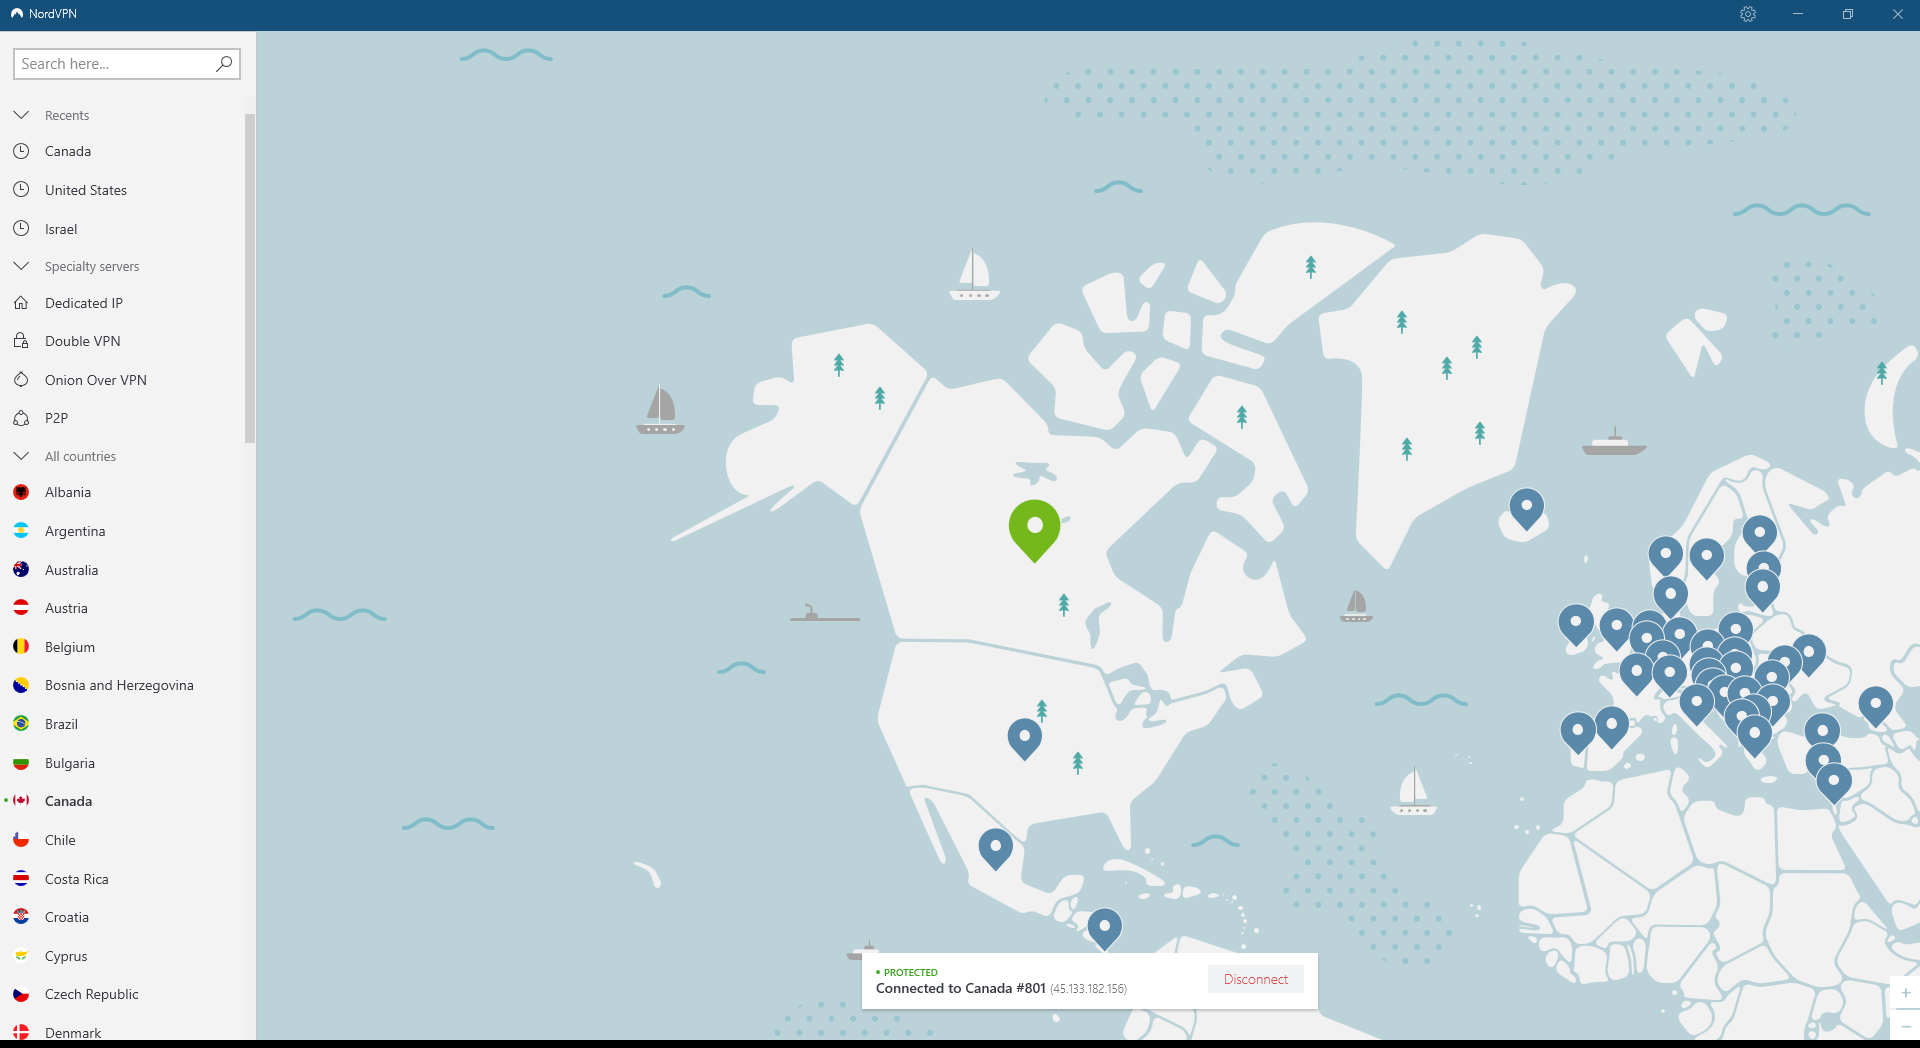 NordVPN
Search here...
Recents
Canada
United States
Israel
Specialty servers
Dedicated IP
Double VPN
Onion Over VPN
P2P
All countries
Albania
Argentina
Australia
Austria
Belgium
Bosnia and Herzegovina
Brazil
Bulgaria
Canada
Chile
Costa Rica
Croatia
Cyprus
Czech Republic
Denmark
PROTECTED
Connected to Canada #801 (45.133.182.156)
Disconnect